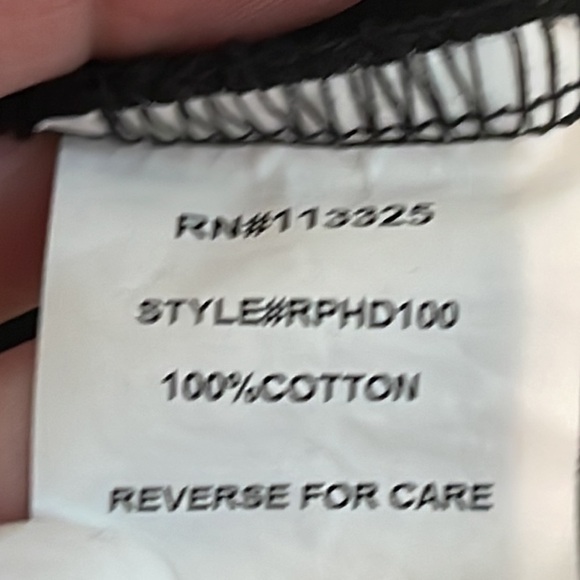 RN#113325
STYLE#RPHD100
100%COTTON
REVERSE FOR CARE